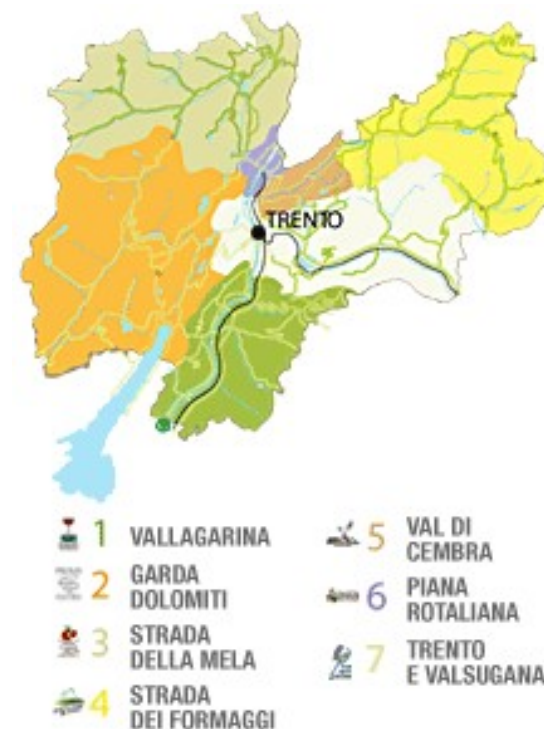 TRENTO
1 VALLAGARINA
2 GARDA
DOLOMITI
3 STRADA
DELLA MELA
4 STRADA
DEI FORMAGGI
5 VAL DI
CEMBRA
6 PIANA
ROTALIANA
7 TRENTO
E VALSUGANA